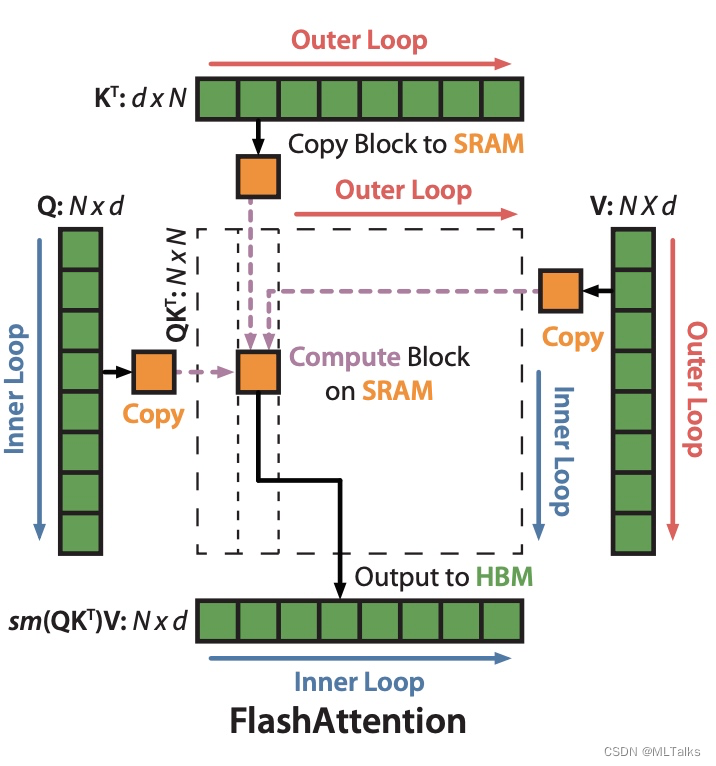 Outer Loop
Kᵀ: d x N
Copy Block to SRAM
Outer Loop
Q: N x d
V: N X d
QKᵀ: N x N
Copy
Compute Block
on SRAM
Copy
Inner Loop
Inner Loop
Outer Loop
Output to HBM
sm(QKᵀ)V: N x d
Inner Loop
FlashAttention
CSDN @MLTalks